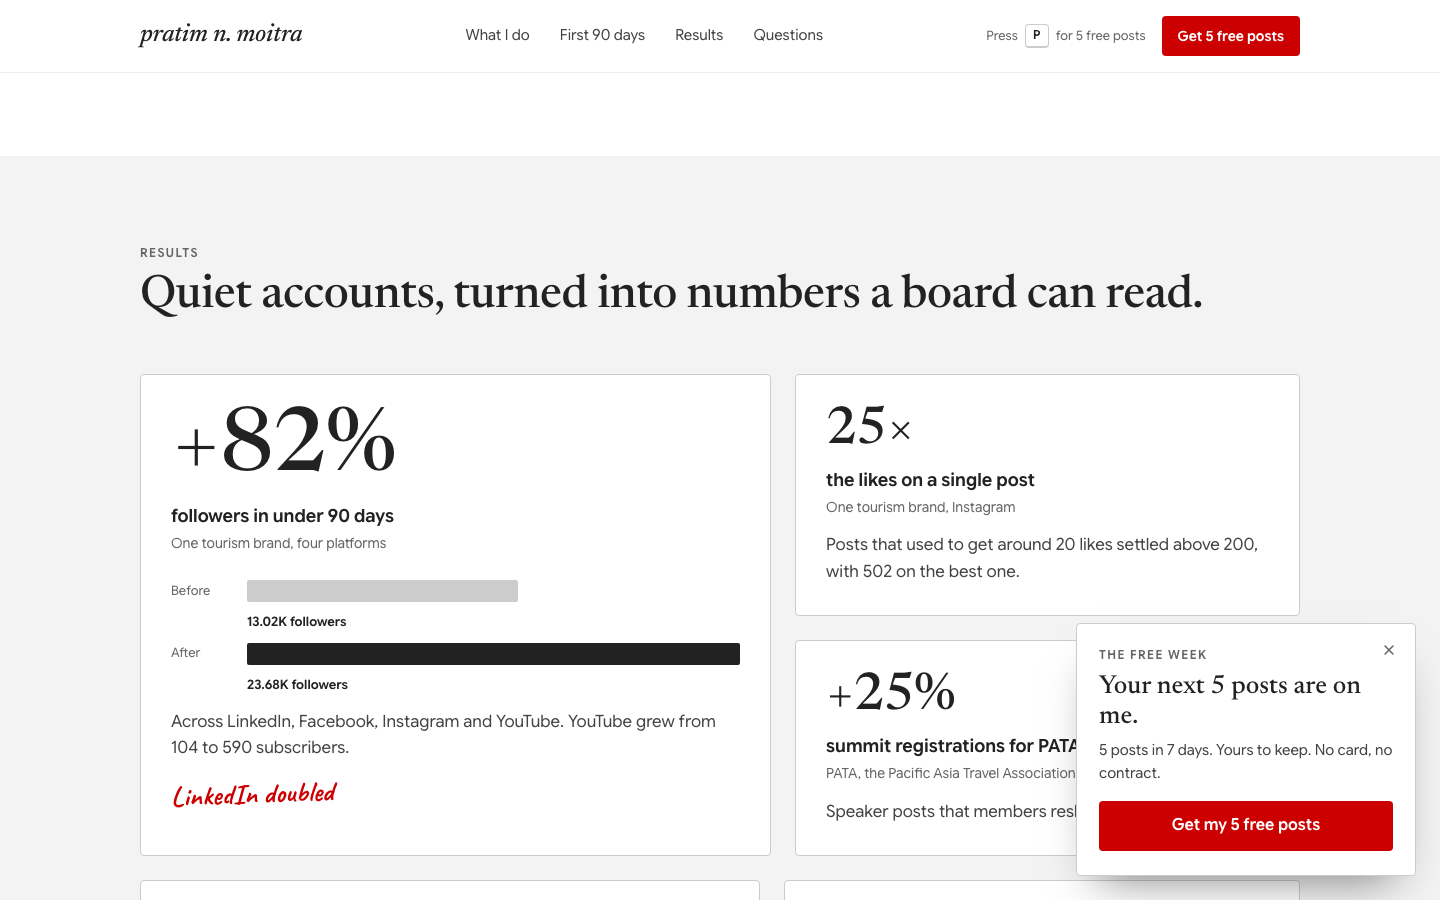 pratim n. moitra
What I do
First 90 days
Results
Questions
Press P for 5 free posts
Get 5 free posts
RESULTS
Quiet accounts, turned into numbers a board can read.
+82%
followers in under 90 days
One tourism brand, four platforms
Before
13.02K followers
After
23.68K followers
Across LinkedIn, Facebook, Instagram and YouTube. YouTube grew from
104 to 590 subscribers.
LinkedIn doubled
25×
the likes on a single post
One tourism brand, Instagram
Posts that used to get around 20 likes settled above 200,
with 502 on the best one.
+25%
summit registrations for PATA
PATA, the Pacific Asia Travel Association
Speaker posts that members
THE FREE WEEK
×
Your next 5 posts are on
me.
5 posts in 7 days. Yours to keep. No card, no
contract.
Get my 5 free posts